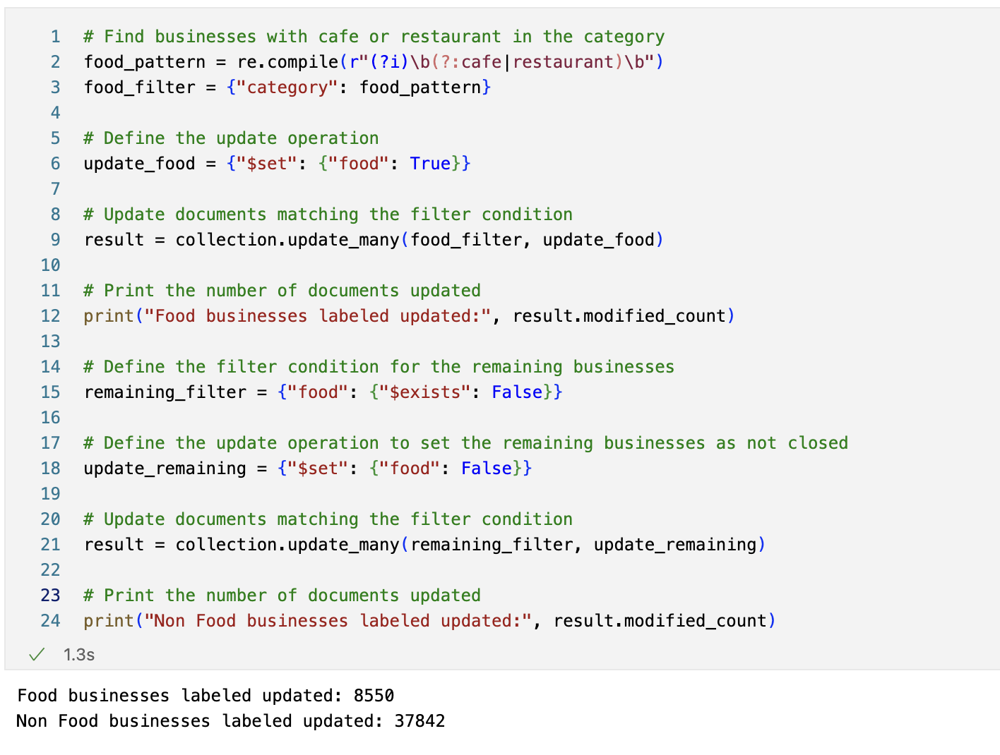 1 # Find businesses with cafe or restaurant in the category
2 food_pattern = re.compile(r"(?i)\b(?:cafe|restaurant)\b")
3 food_filter = {"category": food_pattern}
4
5 # Define the update operation
6 update_food = {"$set": {"food": True}}
7
8 # Update documents matching the filter condition
9 result = collection.update_many(food_filter, update_food)
10
11 # Print the number of documents updated
12 print("Food businesses labeled updated:", result.modified_count)
13
14 # Define the filter condition for the remaining businesses
15 remaining_filter = {"food": {"$exists": False}}
16
17 # Define the update operation to set the remaining businesses as not closed
18 update_remaining = {"$set": {"food": False}}
19
20 # Update documents matching the filter condition
21 result = collection.update_many(remaining_filter, update_remaining)
22
23 # Print the number of documents updated
24 print("Non Food businesses labeled updated:", result.modified_count)
✓ 1.3s
Food businesses labeled updated: 8550
Non Food businesses labeled updated: 37842